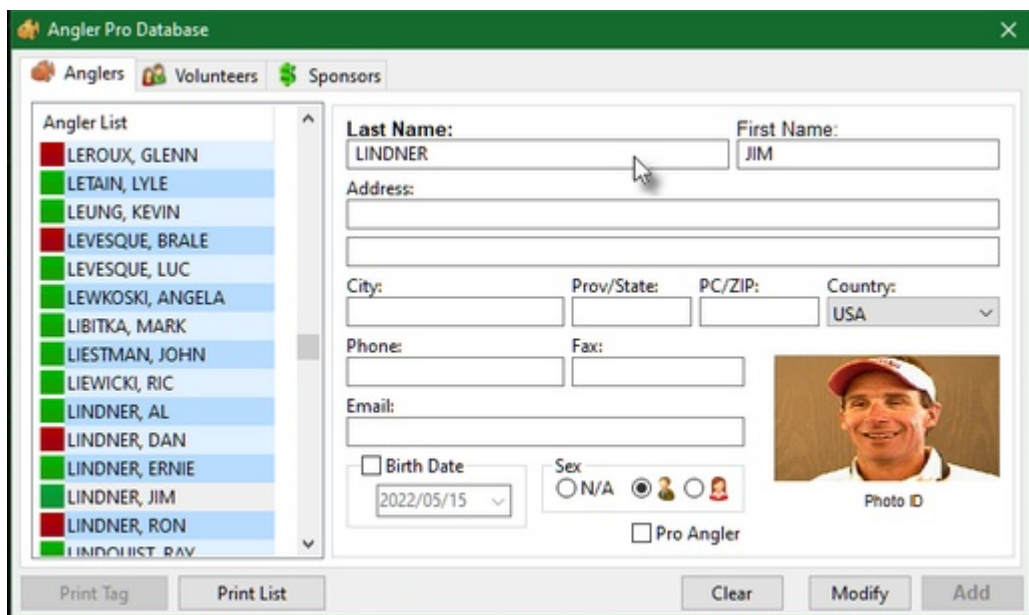 Angler Pro Database
Anglers Volunteers Sponsors
Angler List
LEROUX, GLENN
LETAIN, LYLE
LEUNG, KEVIN
LEVESQUE, BRALE
LEVESQUE, LUC
LEWKOSKI, ANGELA
LIBITKA, MARK
LIESTMAN, JOHN
LIEWICKI, RIC
LINDNER, AL
LINDNER, DAN
LINDNER, ERNIE
LINDNER, JIM
LINDNER, RON
LINDQUIST, RAY
Last Name: First Name:
LINDNER JIM
Address:
City: Prov/State: PC/ZIP: Country:
USA
Phone: Fax:
Email:
Birth Date Sex
2022/05/15 N/A
Photo ID
Pro Angler
Print Tag Print List Clear Modify Add